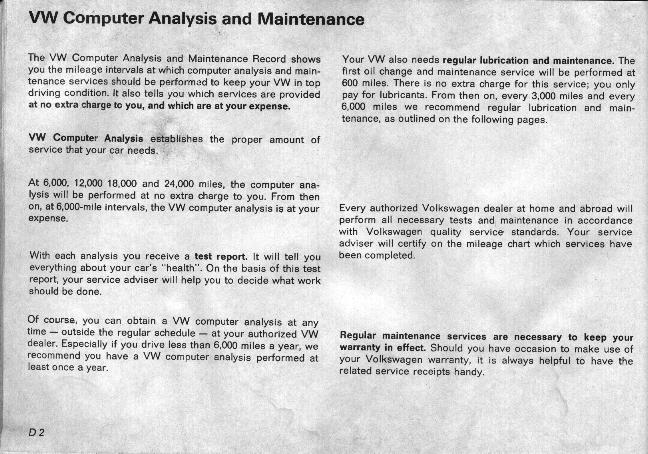 VW Computer Analysis and Maintenance
The VW Computer Analysis and Maintenance Record shows
you the mileage intervals at which computer analysis and main-
tenance services should be performed to keep your VW in top
driving condition. It also tells you which services are provided
at no extra charge to you, and which are at your expense.
VW Computer Analysis establishes the proper amount of
service that your car needs.
At 6,000, 12,000 18,000 and 24,000 miles, the computer ana-
lysis will be performed at no extra charge to you. From then
on, at 6,000-mile intervals, the VW computer analysis is at your
expense.
With each analysis you receive a test report. It will tell you
everything about your car's "health". On the basis of this test
report, your service adviser will help you to decide what work
should be done.
Of course, you can obtain a VW computer analysis at any
time — outside the regular schedule — at your authorized VW
dealer. Especially if you drive less than 6,000 miles a year, we
recommend you have a VW computer analysis performed at
least once a year.
Your VW also needs regular lubrication and maintenance. The
first oil change and maintenance service will be performed at
600 miles. There is no extra charge for this service; you only
pay for lubricants. From then on, every 3,000 miles and every
6,000 miles we recommend regular lubrication and main-
tenance, as outlined on the following pages.
Every authorized Volkswagen dealer at home and abroad will
perform all necessary tests and maintenance in accordance
with Volkswagen quality service standards. Your service
adviser will certify on the mileage chart which services have
been completed.
Regular maintenance services are necessary to keep your
warranty in effect. Should you have occasion to make use of
your Volkswagen warranty, it is always helpful to have the
related service receipts handy.
D 2